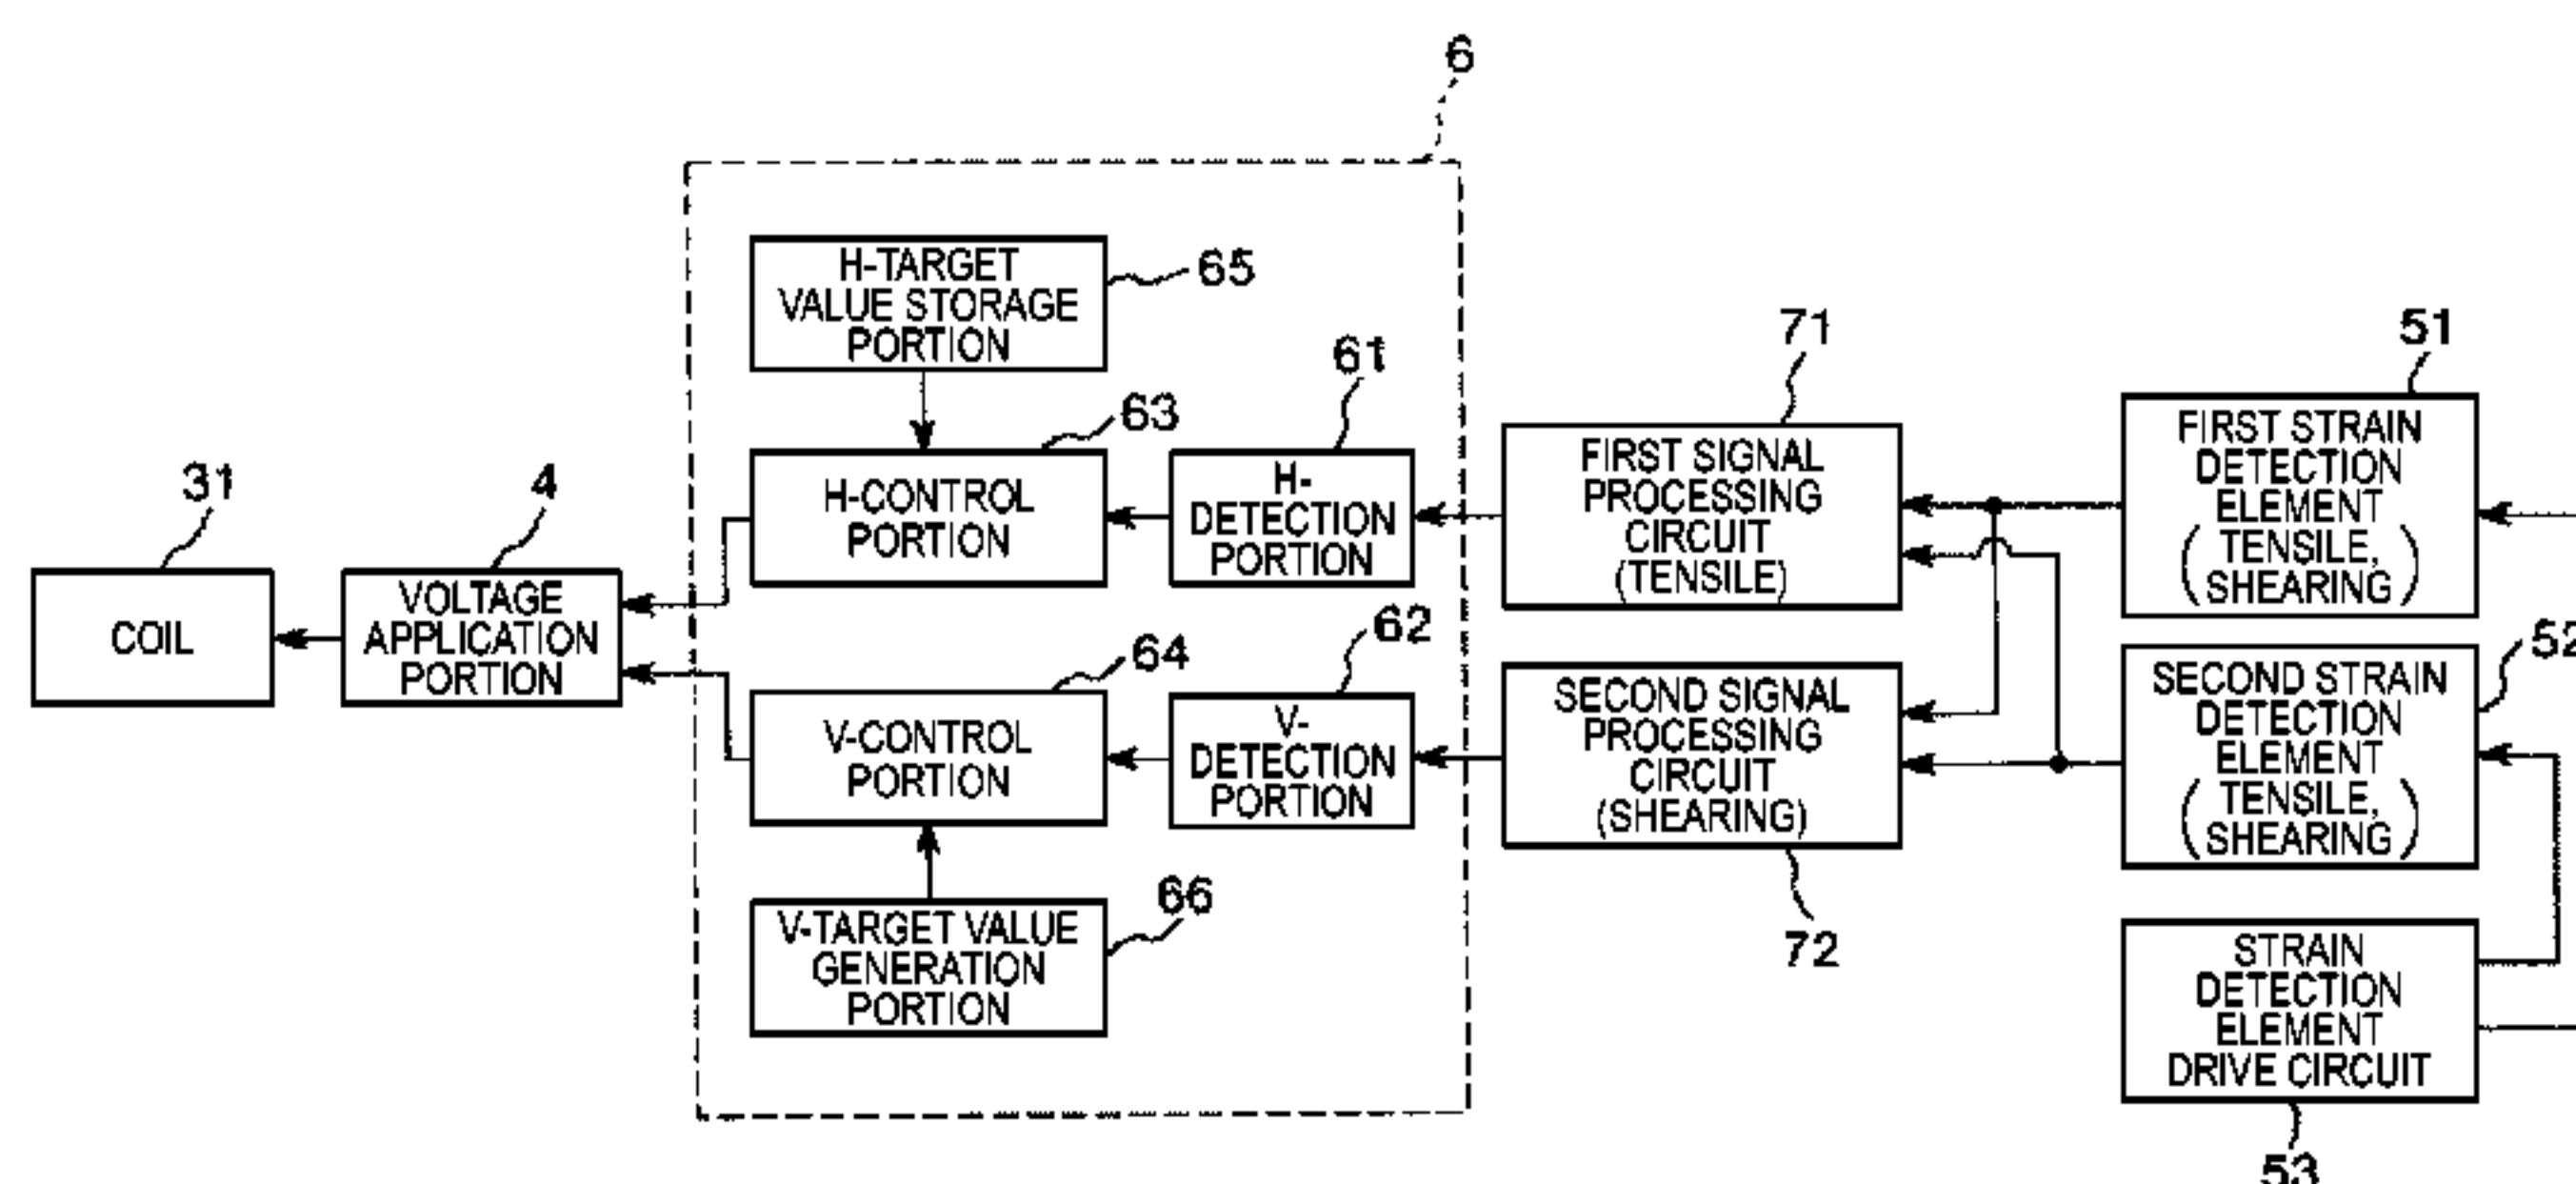 6
H-TARGET
VALUE STORAGE
PORTION
65
63
61
H-CONTROL
PORTION
H-
DETECTION
PORTION
71
FIRST SIGNAL
PROCESSING
CIRCUIT
(TENSILE)
51
FIRST STRAIN
DETECTION
ELEMENT
(TENSILE,
SHEARING)
31
COIL
4
VOLTAGE
APPLICATION
PORTION
64
V-CONTROL
PORTION
62
V-
DETECTION
PORTION
SECOND SIGNAL
PROCESSING
CIRCUIT
(SHEARING)
72
52
SECOND STRAIN
DETECTION
ELEMENT
(TENSILE,
SHEARING)
66
V-TARGET VALUE
GENERATION
PORTION
STRAIN
DETECTION
ELEMENT
DRIVE CIRCUIT
53